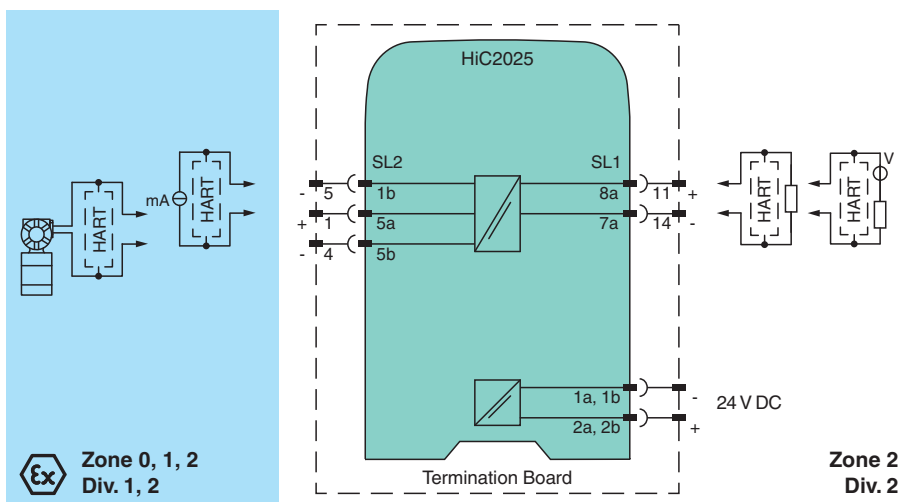 HiC2025
SL2
SL1
- 5
1b
8a
11 +
+ 1
5a
7a
14 -
- 4
5b
HART
mA
HART
HART
HART
V
1a, 1b
-
24 V DC
2a, 2b
+
Termination Board
Ex
Zone 0, 1, 2
Div. 1, 2
Zone 2
Div. 2